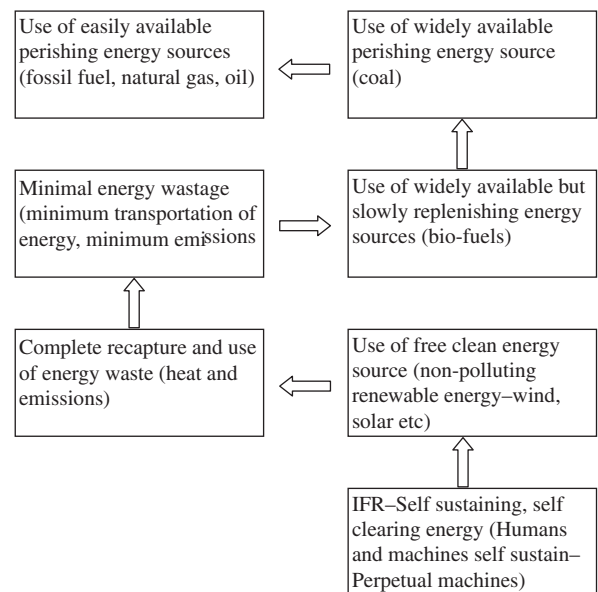 Use of easily available
perishing energy sources
(fossil fuel, natural gas, oil)
Use of widely available
perishing energy source
(coal)
Minimal energy wastage
(minimum transportation of
energy, minimum emissions
Use of widely available but
slowly replenishing energy
sources (bio-fuels)
Complete recapture and use
of energy waste (heat and
emissions)
Use of free clean energy
source (non-polluting
renewable energy–wind,
solar etc)
IFR–Self sustaining, self
clearing energy (Humans
and machines self sustain–
Perpetual machines)